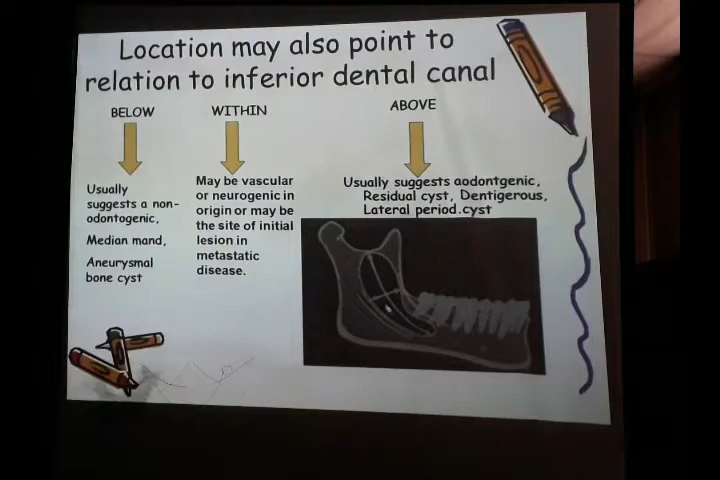 Location may also point to
relation to inferior dental canal
BELOW
Usually
suggests a non-
odontogenic,
Median mand,
Aneurysmal
bone cyst
WITHIN
May be vascular
or neurogenic in
origin or may be
the site of initial
lesion in
metastatic
disease.
ABOVE
Usually suggests aodontgenic,
Residual cyst, Dentigerous,
Lateral period.cyst